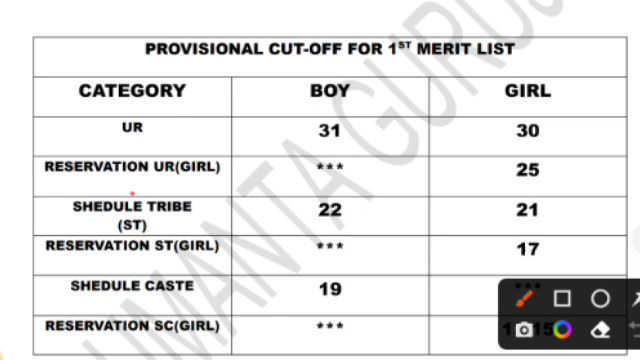 PROVISIONAL CUT-OFF FOR 1ST MERIT LIST
CATEGORY BOY GIRL
UR 31 30
RESERVATION UR(GIRL) *** 25
SHEDULE TRIBE
(ST) 22 21
RESERVATION ST(GIRL) *** 17
SHEDULE CASTE 19 ***
RESERVATION SC(GIRL) ***